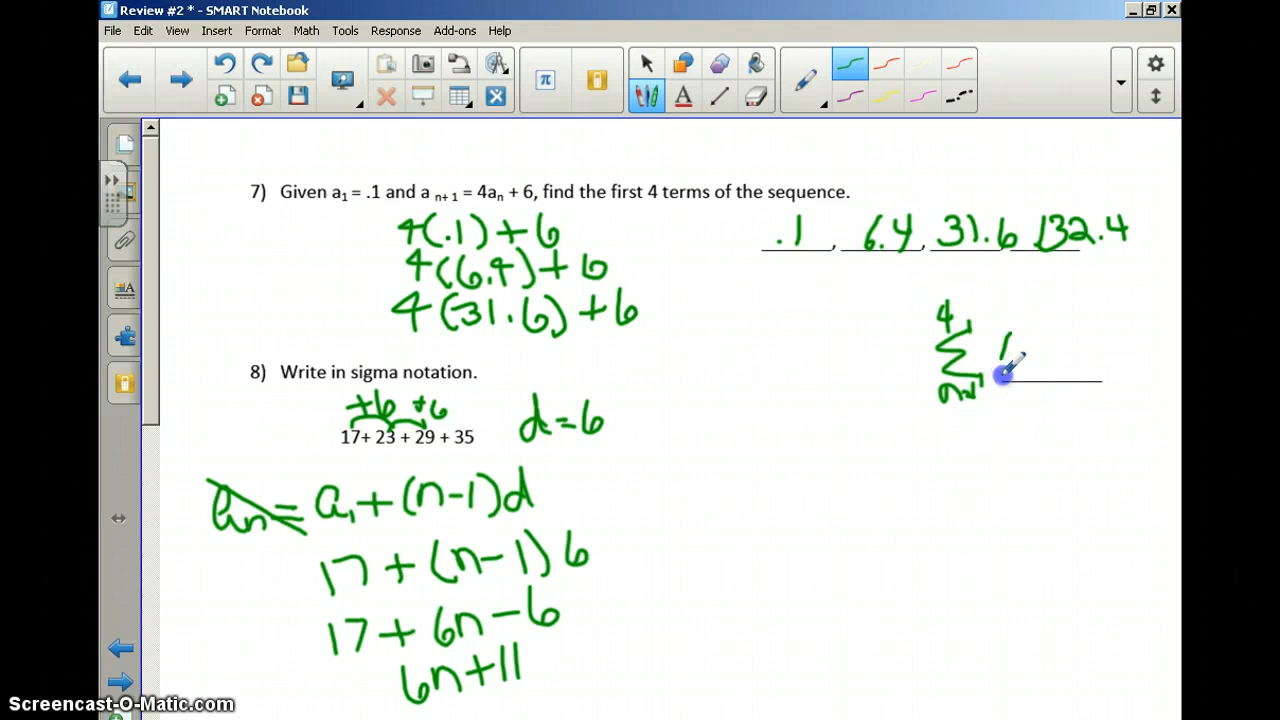 Review #2 * - SMART Notebook
File Edit View Insert Format Math Tools Response Add-ons Help
π
7) Given a₁ = .1 and a ₙ₊₁ = 4aₙ + 6, find the first 4 terms of the sequence.
4(.1) + 6
.1 , 6.4 , 31.6 , 132.4
4(6.4) + 6
4(31.6) + 6
4
Σ
n=1
8) Write in sigma notation.
+6 +6
17+ 23 + 29 + 35
d = 6
aₙ = a₁ + (n-1)d
17 + (n-1)6
17 + 6n - 6
6n + 11
Screencast-O-Matic.com